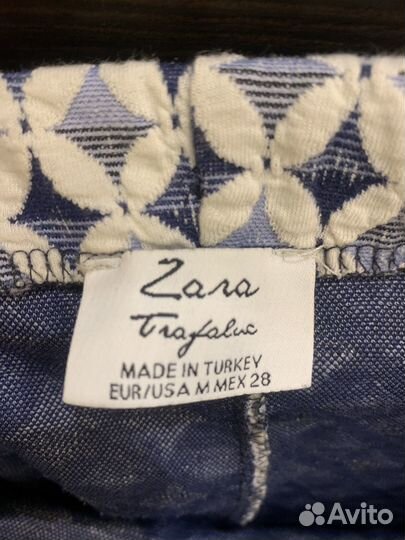 Zara
Trafaluc
MADE IN TURKEY
EUR/USA M MEX 28
Avito